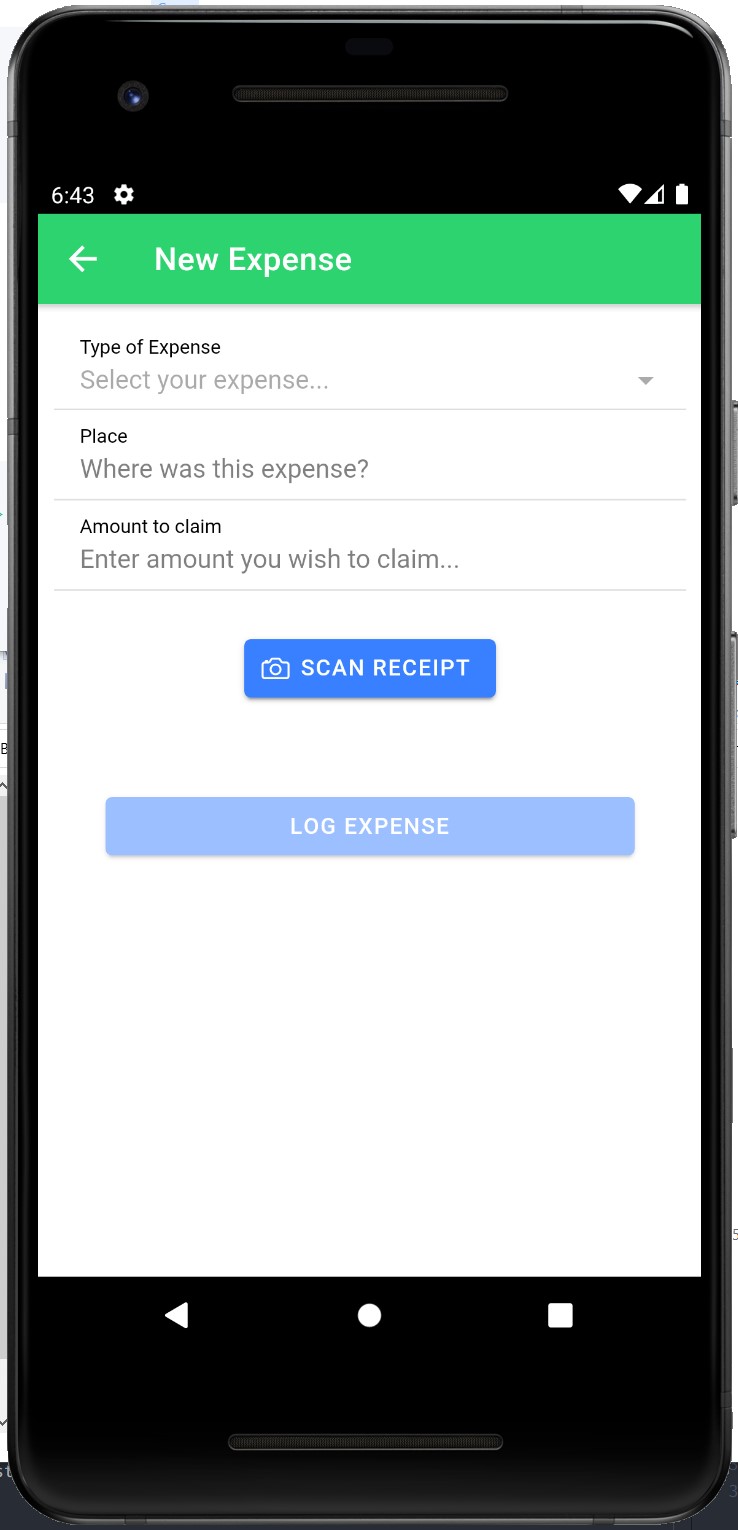 6:43
New Expense
Type of Expense
Select your expense...
Place
Where was this expense?
Amount to claim
Enter amount you wish to claim...
SCAN RECEIPT
LOG EXPENSE